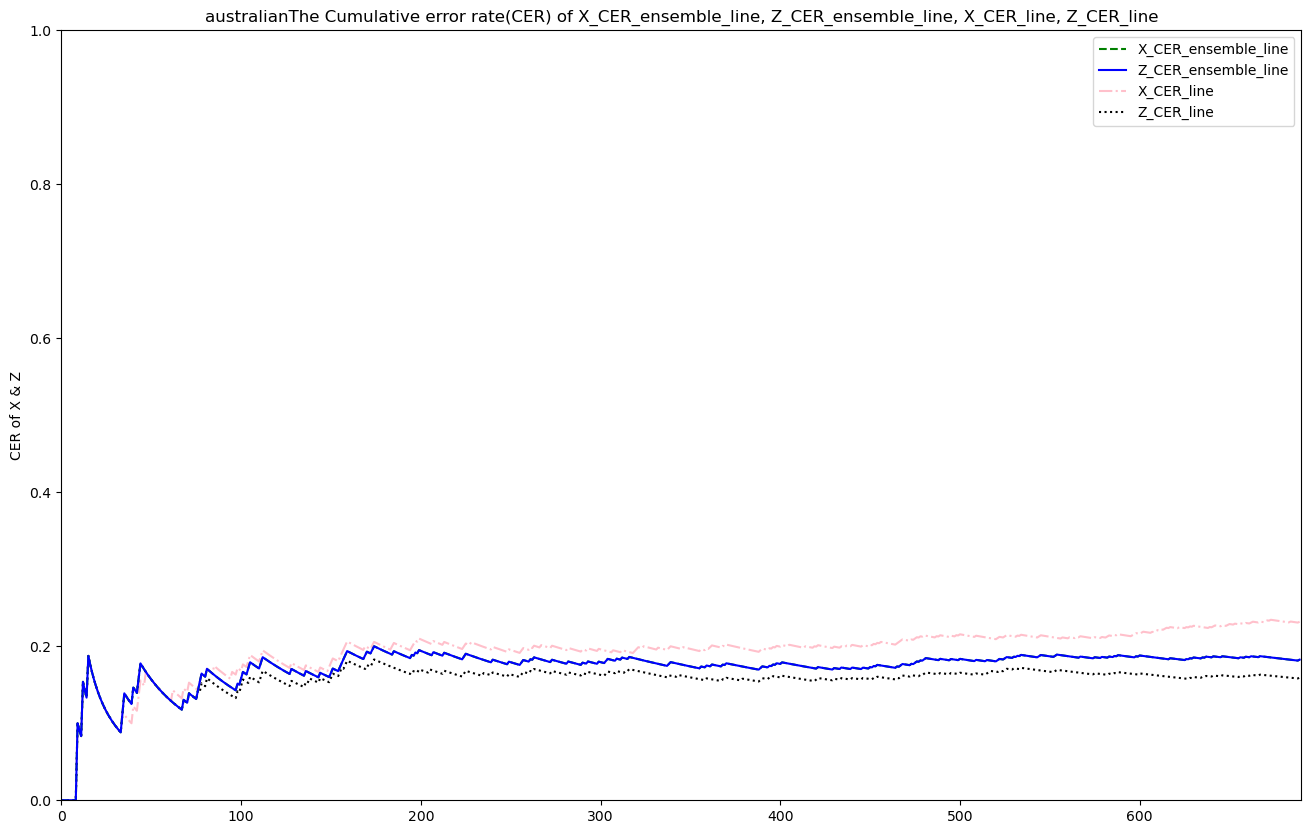 australianThe Cumulative error rate(CER) of X_CER_ensemble_line, Z_CER_ensemble_line, X_CER_line, Z_CER_line
1.0
X_CER_ensemble_line
Z_CER_ensemble_line
X_CER_line
Z_CER_line
0.8
0.6
CER of X & Z
0.4
0.2
0.0
0 100 200 300 400 500 600